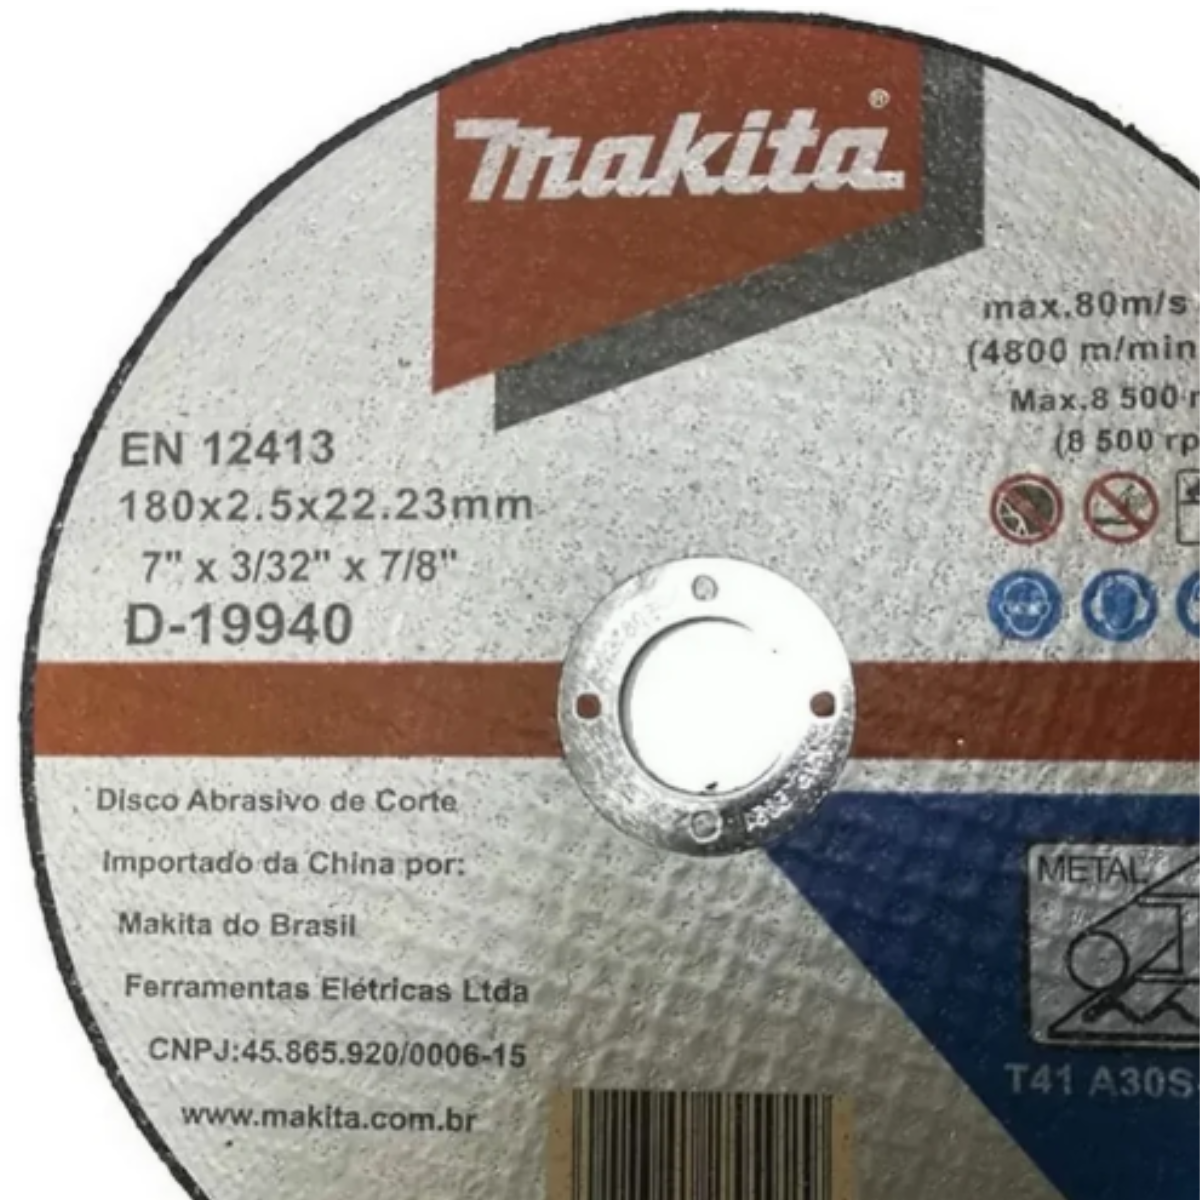 makita®
max.80m/s
(4800 m/min
Max.8 500
(8 500 rp
EN 12413
180x2.5x22.23mm
7" x 3/32" x 7/8"
D-19940
Disco Abrasivo de Corte
Importado da China por:
Makita do Brasil
Ferramentas Elétricas Ltda
CNPJ:45.865.920/0006-15
www.makita.com.br
METAL
T41 A30S